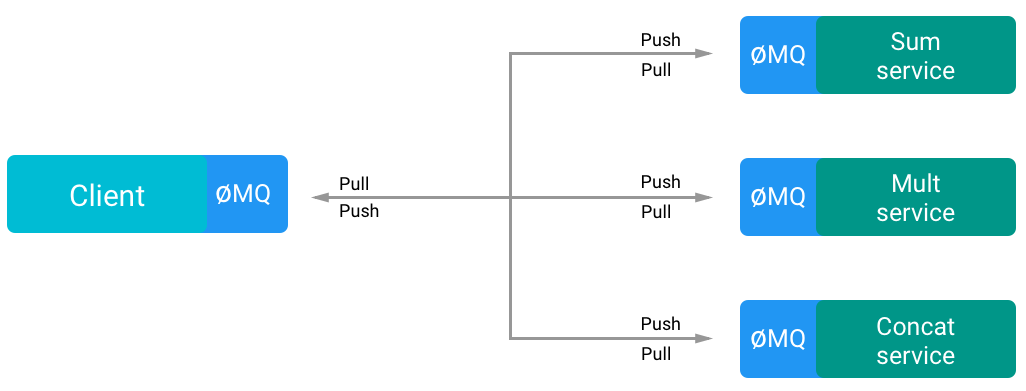 Push
Pull
øMQ
Sum
service
Client
øMQ
Pull
Push
Push
Pull
øMQ
Mult
service
Push
Pull
øMQ
Concat
service